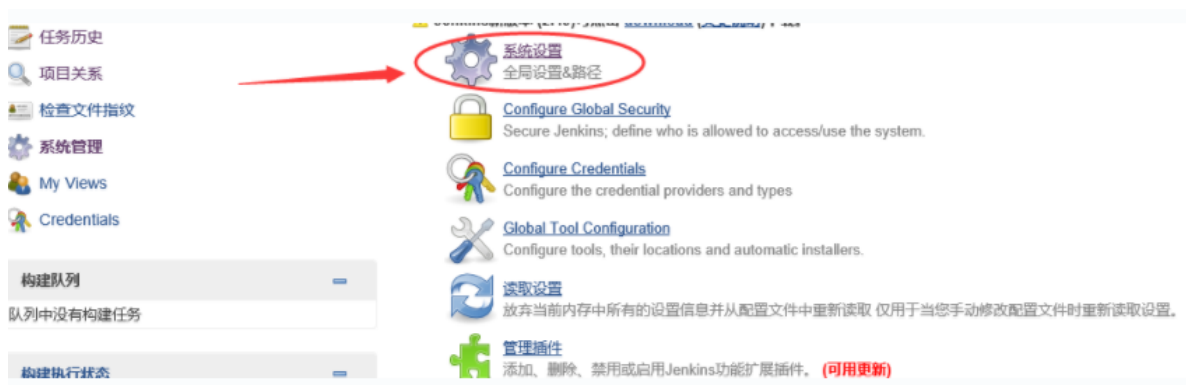 任务历史
项目关系
检查文件指纹
系统管理
My Views
Credentials
构建队列
队列中没有构建任务
构建执行状态
系统设置
全局设置&路径
Configure Global Security
Secure Jenkins; define who is allowed to access/use the system.
Configure Credentials
Configure the credential providers and types
Global Tool Configuration
Configure tools, their locations and automatic installers.
读取设置
放弃当前内存中所有的设置信息并从配置文件中重新读取 仅用于当您手动修改配置文件时重新读取设置。
管理插件
添加、删除、禁用或启用Jenkins功能扩展插件。 (可用更新)